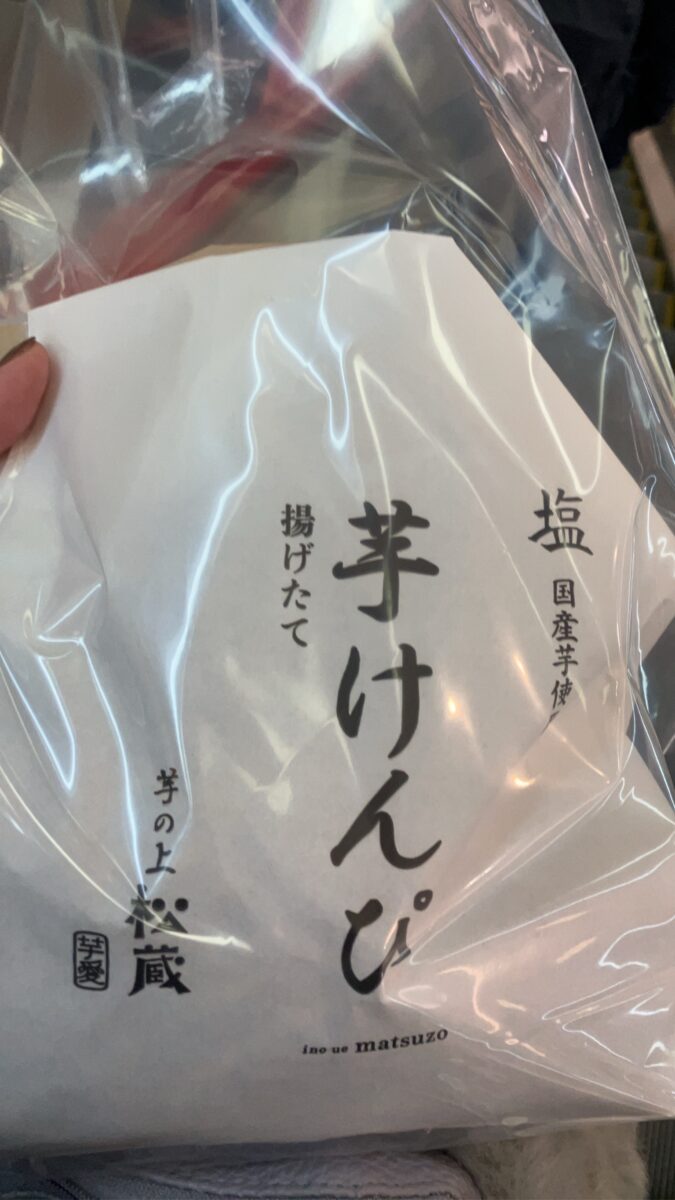 塩
国産芋使
芋けんぴ
揚げたて
芋の上
松蔵
芋愛
ino ue matsuzo